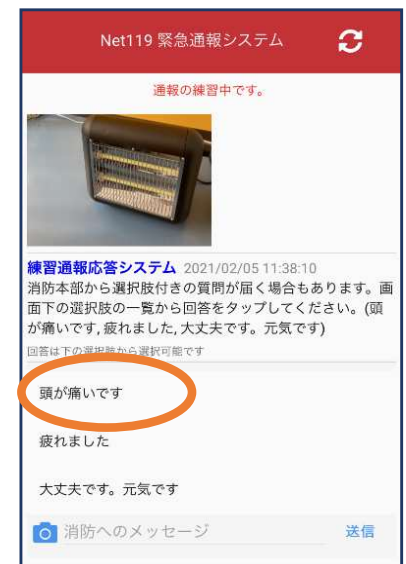 Net119 緊急通報システム
通報の練習中です。
練習通報応答システム 2021/02/05 11:38:10
消防本部から選択肢付きの質問が届く場合もあります。画
面下の選択肢の一覧から回答をタップしてください。(頭
が痛いです, 疲れました, 大丈夫です。元気です)
回答は下の選択肢から選択可能です
頭が痛いです
疲れました
大丈夫です。元気です
消防へのメッセージ 送信